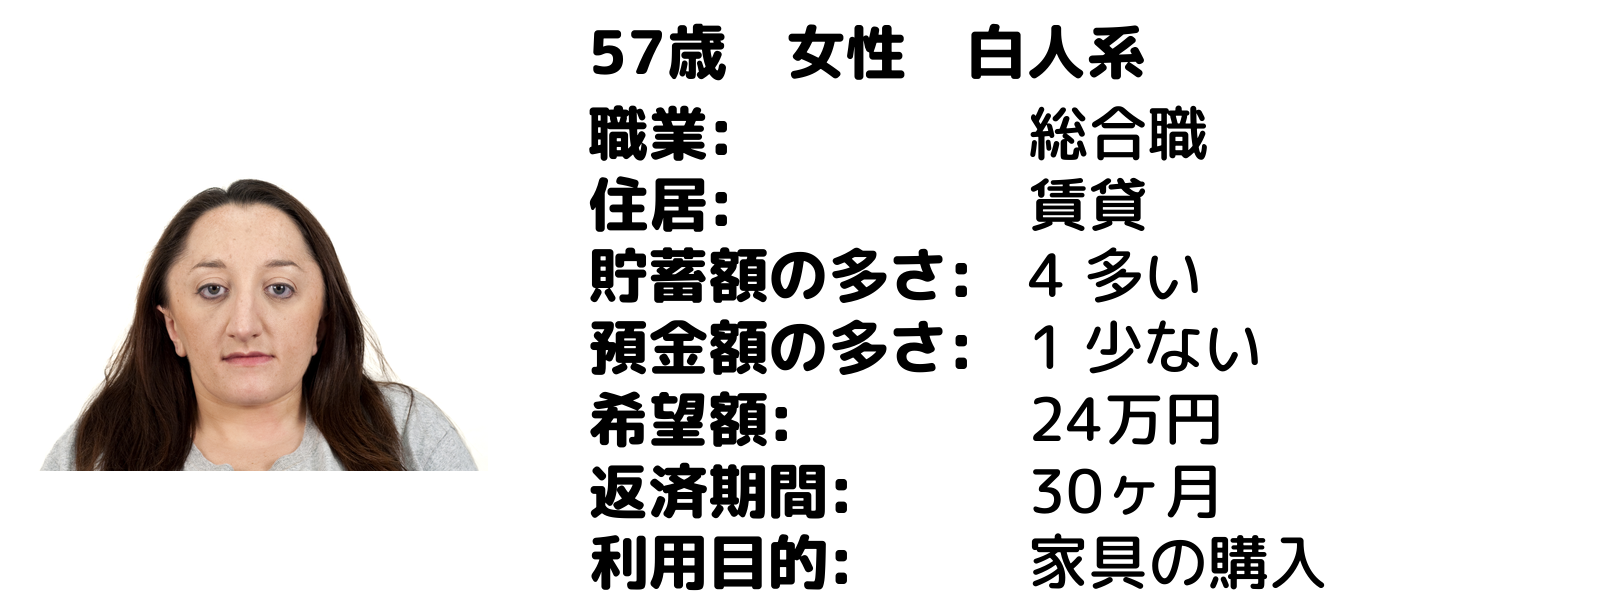 57歳　女性　白人系
職業:　総合職
住居:　賃貸
貯蓄額の多さ:　4 多い
預金額の多さ:　1 少ない
希望額:　24万円
返済期間:　30ヶ月
利用目的:　家具の購入